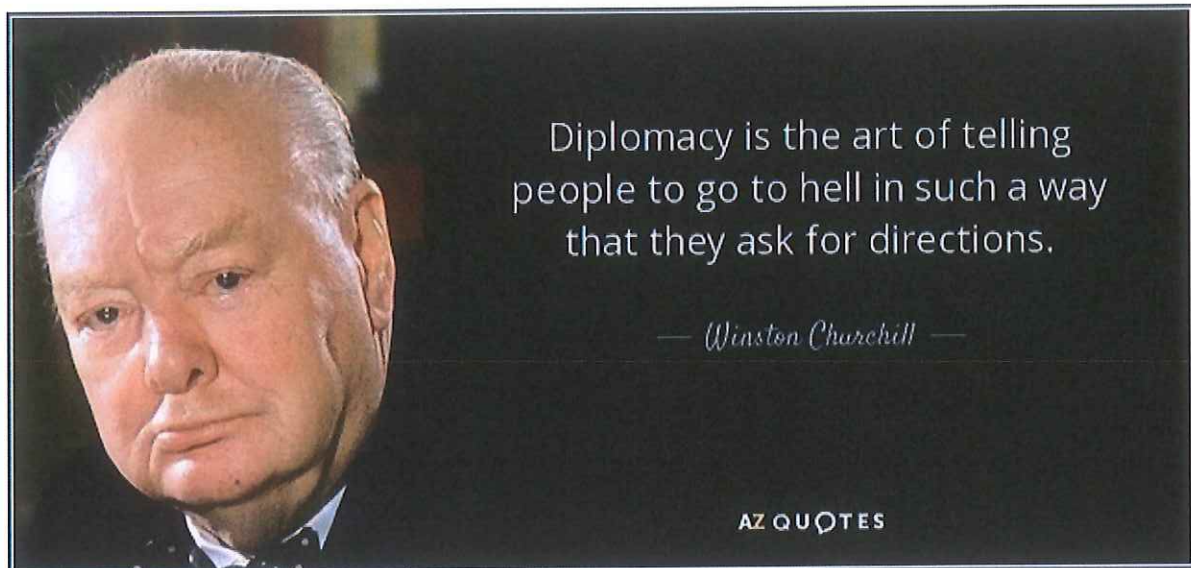 Diplomacy is the art of telling
people to go to hell in such a way
that they ask for directions.
— Winston Churchill —
AZ QUOTES